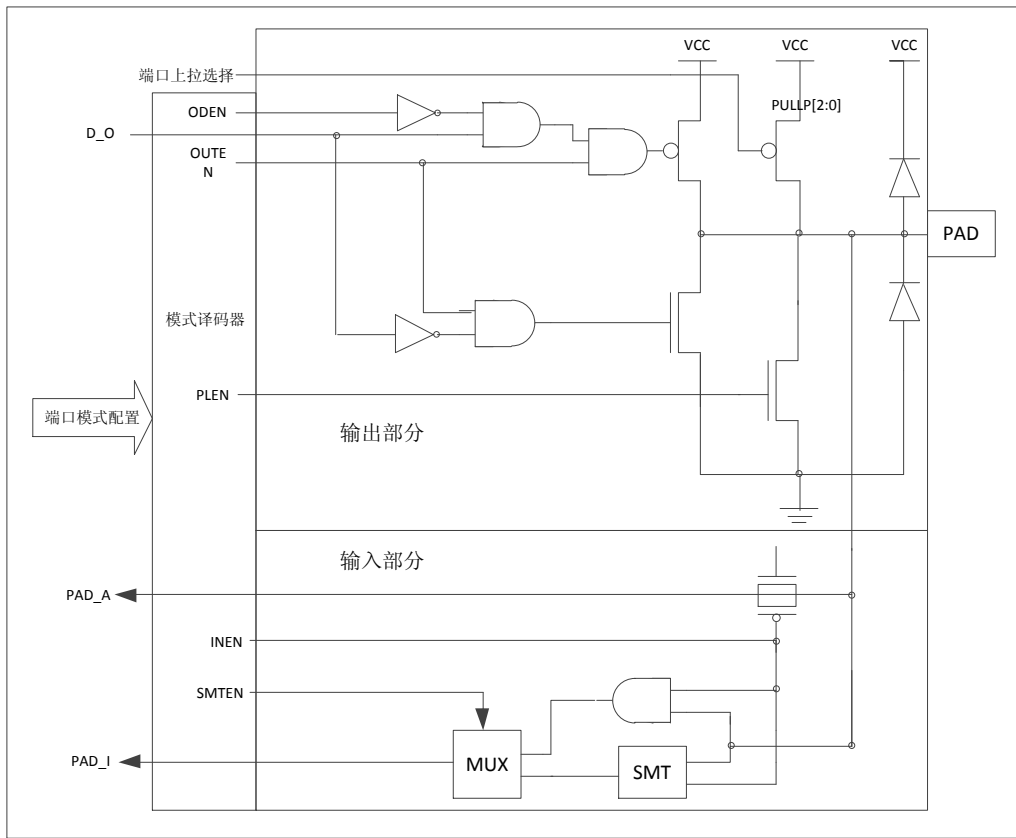 VCC
VCC
VCC
端口上拉选择
PULLP[2:0]
ODEN
D_O
OUTE
N
PAD
模式译码器
PLEN
端口模式配置
输出部分
输入部分
PAD_A
INEN
SMTEN
PAD_I
MUX
SMT